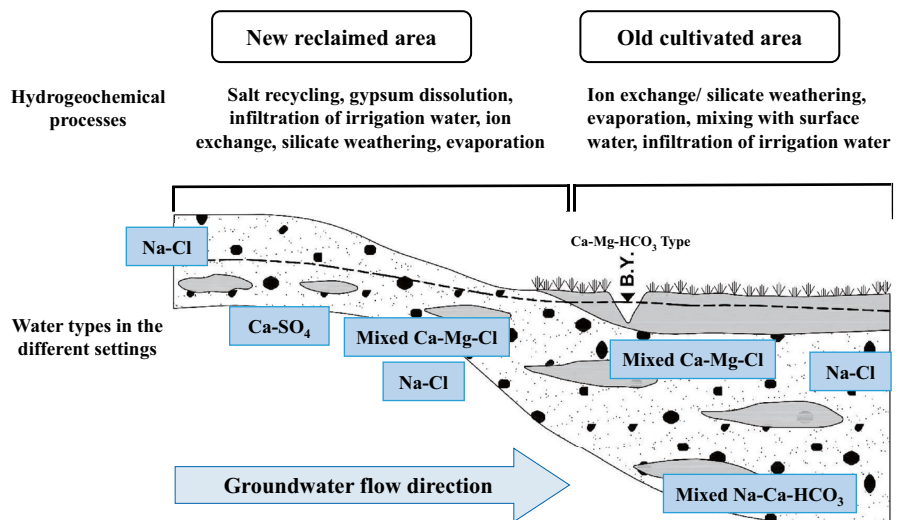 New reclaimed area
Old cultivated area
Hydrogeochemical
processes
Salt recycling, gypsum dissolution,
infiltration of irrigation water, ion
exchange, silicate weathering, evaporation
Ion exchange/ silicate weathering,
evaporation, mixing with surface
water, infiltration of irrigation water
Na-Cl
Ca-Mg-HCO₃ Type
B.Y.
Water types in the
different settings
Ca-SO₄
Mixed Ca-Mg-Cl
Na-Cl
Mixed Ca-Mg-Cl
Na-Cl
Groundwater flow direction
Mixed Na-Ca-HCO₃